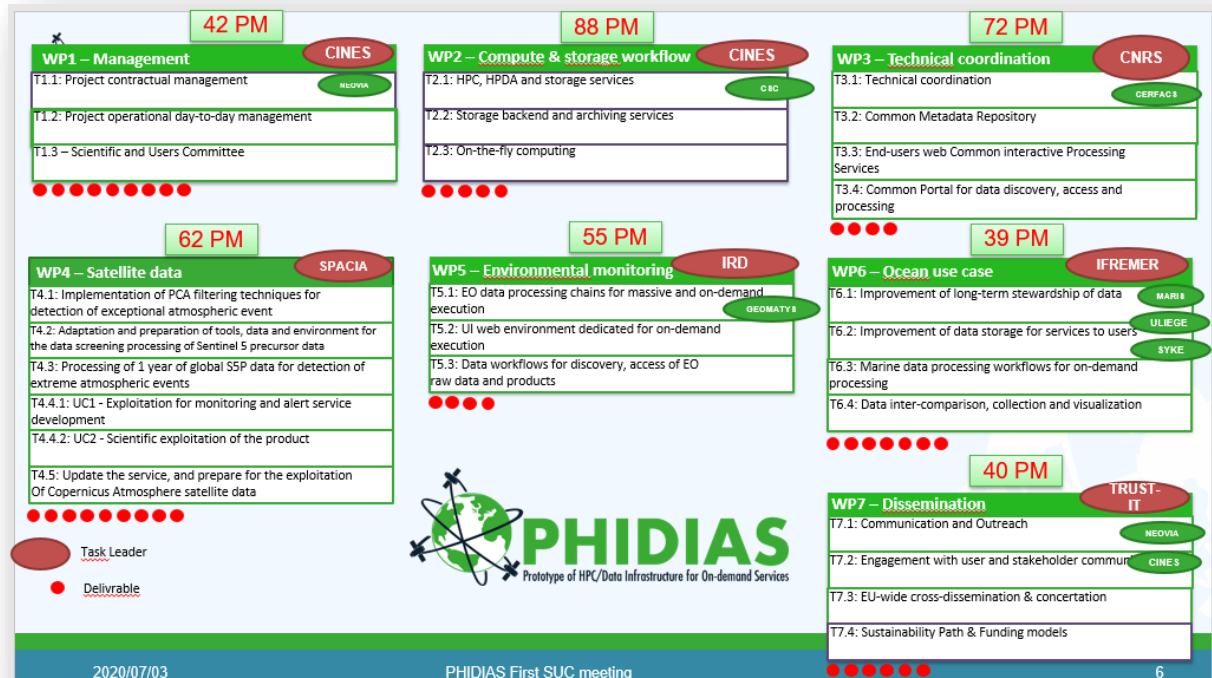 42 PM
WP1 – Management
CINES
T1.1: Project contractual management
NEOVIA
T1.2: Project operational day-to-day management
T1.3 – Scientific and Users Committee
88 PM
WP2 – Compute & storage workflow
CINES
T2.1: HPC, HPDA and storage services
CSC
T2.2: Storage backend and archiving services
T2.3: On-the-fly computing
72 PM
WP3 – Technical coordination
CNRS
T3.1: Technical coordination
CERFACS
T3.2: Common Metadata Repository
T3.3: End-users web Common interactive Processing
Services
T3.4: Common Portal for data discovery, access and
processing
62 PM
WP4 – Satellite data
SPACIA
T4.1: Implementation of PCA filtering techniques for
detection of exceptional atmospheric event
T4.2: Adaptation and preparation of tools, data and environment for
the data screening processing of Sentinel 5 precursor data
T4.3: Processing of 1 year of global S5P data for detection of
extreme atmospheric events
T4.4.1: UC1 - Exploitation for monitoring and alert service
development
T4.4.2: UC2 - Scientific exploitation of the product
T4.5: Update the service, and prepare for the exploitation
Of Copernicus Atmosphere satellite data
55 PM
WP5 – Environmental monitoring
IRD
T5.1: EO data processing chains for massive and on-demand
execution
GEOMATYS
T5.2: UI web environment dedicated for on-demand
execution
T5.3: Data workflows for discovery, access of EO
raw data and products
39 PM
WP6 – Ocean use case
IFREMER
T6.1: Improvement of long-term stewardship of data
MARIS
ULIEGE
T6.2: Improvement of data storage for services to users
SYKE
T6.3: Marine data processing workflows for on-demand
processing
T6.4: Data inter-comparison, collection and visualization
40 PM
WP7 – Dissemination
TRUST-
IT
T7.1: Communication and Outreach
NEOVIA
T7.2: Engagement with user and stakeholder commun
CINES
T7.3: EU-wide cross-dissemination & concertation
T7.4: Sustainability Path & Funding models
Task Leader
Delivrable
PHIDIAS
Prototype of HPC/Data Infrastructure for On-demand Services
2020/07/03
PHIDIAS First SUC meeting
6